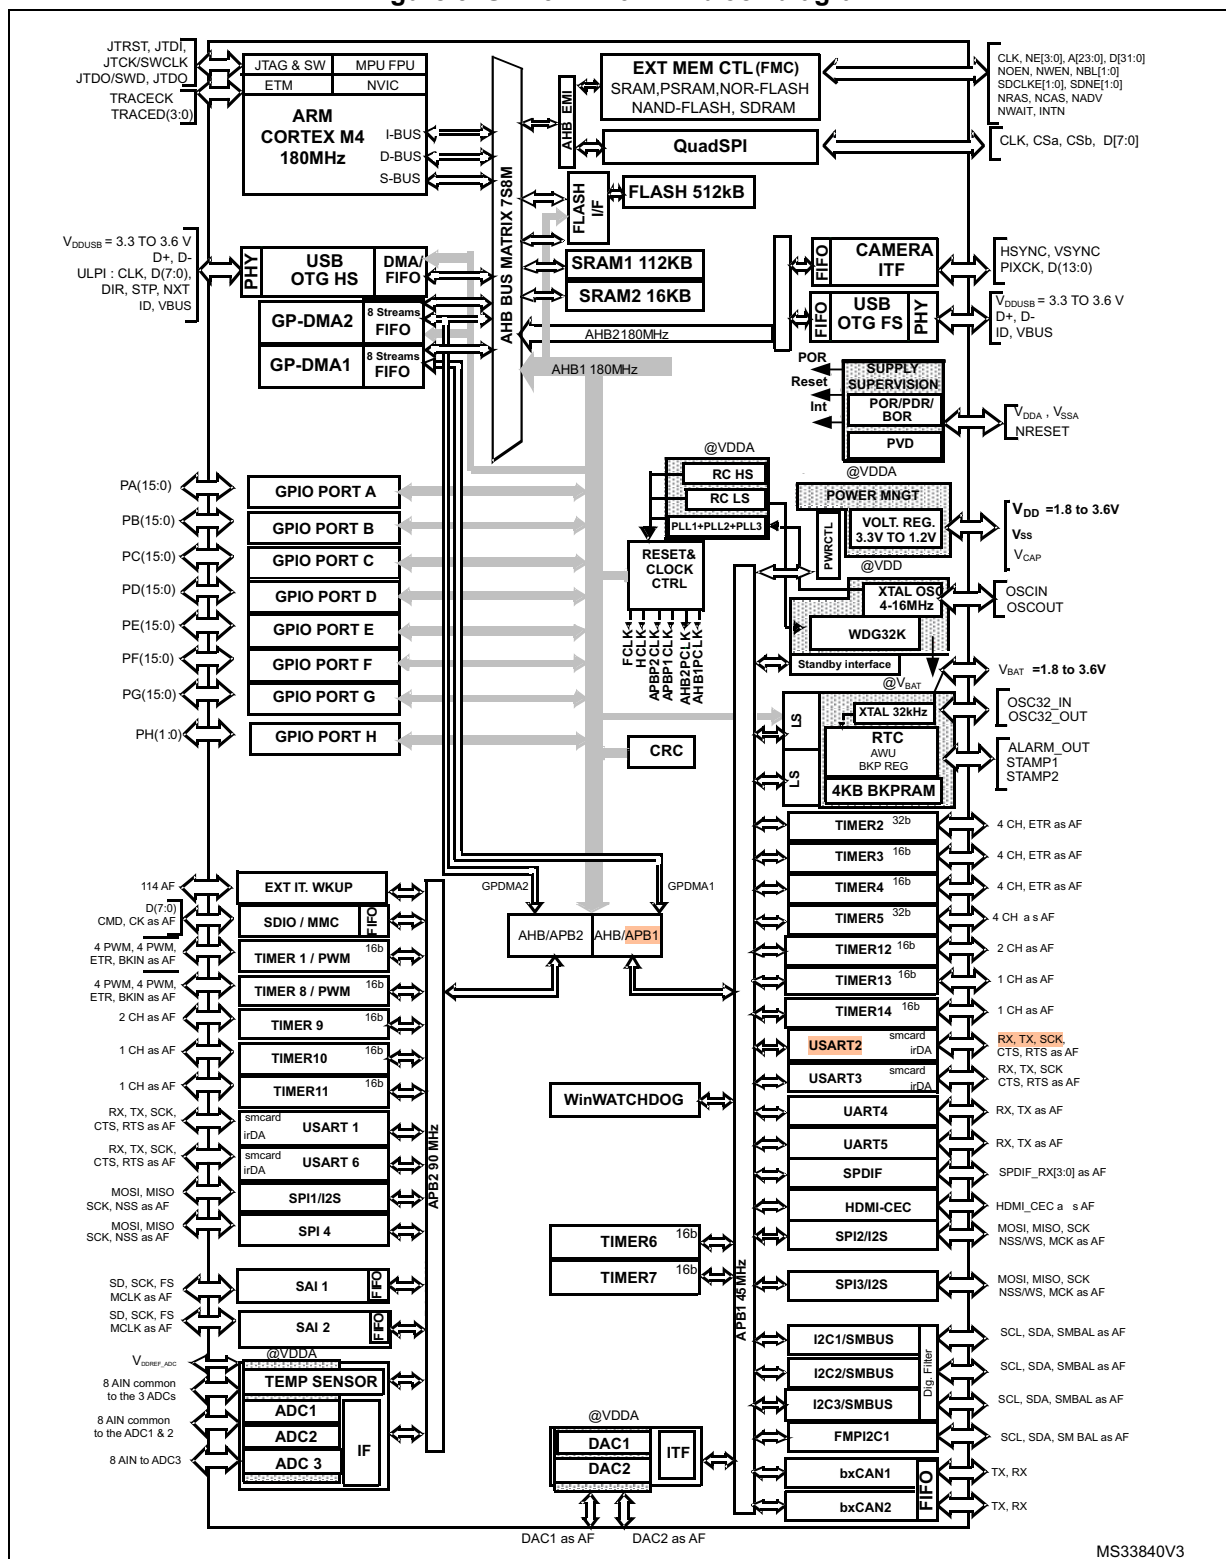 JTRST, JTDI,
JTCK/SWCLK
JTDO/SWD, JTDO
TRACECK
TRACED(3:0)
JTAG & SW
MPU FPU
ETM
NVIC
ARM
CORTEX M4
180MHz
I-BUS
D-BUS
S-BUS
AHB BUS MATRIX 7S8M
AHB EMI
EXT MEM CTL (FMC)
SRAM,PSRAM,NOR-FLASH
NAND-FLASH, SDRAM
QuadSPI
CLK, NE[3:0], A[23:0], D[31:0]
NOEN, NWEN, NBL[1:0]
SDCLKE[1:0], SDNE[1:0]
NRAS, NCAS, NADV
NWAIT, INTN
CLK, CSa, CSb, D[7:0]
FLASH I/F
FLASH 512kB
SRAM1 112KB
SRAM2 16KB
VDDUSB = 3.3 TO 3.6 V
D+, D-
ULPI : CLK, D(7:0),
DIR, STP, NXT
ID, VBUS
PHY
USB
OTG HS
DMA/
FIFO
GP-DMA2
8 Streams
FIFO
GP-DMA1
8 Streams
FIFO
AHB2180MHz
AHB1 180MHz
FIFO
CAMERA
ITF
HSYNC, VSYNC
PIXCK, D(13:0)
FIFO
USB
OTG FS
PHY
VDDUSB = 3.3 TO 3.6 V
D+, D-
ID, VBUS
POR
Reset
Int
SUPPLY
SUPERVISION
POR/PDR/
BOR
PVD
VDDA , VSSA
NRESET
@VDDA
RC HS
RC LS
PLL1+PLL2+PLL3
RESET&
CLOCK
CTRL
FCLK
HCLK
APBP2CLK
APBP1CLK
AHB2PCLK
AHB1PCLK
@VDDA
POWER MNGT
VOLT. REG.
3.3V TO 1.2V
PWRCTL
VDD =1.8 to 3.6V
Vss
VCAP
@VDD
XTAL OSC
4-16MHz
WDG32K
Standby interface
OSCIN
OSCOUT
@VBAT
VBAT =1.8 to 3.6V
LS
LS
XTAL 32kHz
RTC
AWU
BKP REG
4KB BKPRAM
OSC32_IN
OSC32_OUT
ALARM_OUT
STAMP1
STAMP2
PA(15:0)
GPIO PORT A
PB(15:0)
GPIO PORT B
PC(15:0)
GPIO PORT C
PD(15:0)
GPIO PORT D
PE(15:0)
GPIO PORT E
PF(15:0)
GPIO PORT F
PG(15:0)
GPIO PORT G
PH(1:0)
GPIO PORT H
CRC
GPDMA2
GPDMA1
AHB/APB2
AHB/APB1
114 AF
EXT IT. WKUP
D(7:0)
CMD, CK as AF
SDIO / MMC
FIFO
4 PWM, 4 PWM,
ETR, BKIN as AF
TIMER 1 / PWM 16b
4 PWM, 4 PWM,
ETR, BKIN as AF
TIMER 8 / PWM 16b
2 CH as AF
TIMER 9 16b
1 CH as AF
TIMER10 16b
1 CH as AF
TIMER11 16b
RX, TX, SCK,
CTS, RTS as AF
smcard
irDA
USART 1
RX, TX, SCK,
CTS, RTS as AF
smcard
irDA
USART 6
MOSI, MISO
SCK, NSS as AF
SPI1/I2S
MOSI, MISO
SCK, NSS as AF
SPI 4
SD, SCK, FS
MCLK as AF
SAI 1
FIFO
SD, SCK, FS
MCLK as AF
SAI 2
FIFO
APB2 90 MHz
@VDDA
VDDREF_ADC
TEMP SENSOR
8 AIN common
to the 3 ADCs
8 AIN common
to the ADC1 & 2
8 AIN to ADC3
ADC1
ADC2
ADC 3
IF
WinWATCHDOG
TIMER6 16b
TIMER7 16b
@VDDA
DAC1
DAC2
ITF
DAC1 as AF
DAC2 as AF
APB1 45MHz
TIMER2 32b
4 CH, ETR as AF
TIMER3 16b
4 CH, ETR as AF
TIMER4 16b
4 CH, ETR as AF
TIMER5 32b
4 CH a s AF
TIMER12 16b
2 CH as AF
TIMER13 16b
1 CH as AF
TIMER14 16b
1 CH as AF
USART2
smcard
irDA
RX, TX, SCK,
CTS, RTS as AF
USART3
smcard
irDA
RX, TX, SCK
CTS, RTS as AF
UART4
RX, TX as AF
UART5
RX, TX as AF
SPDIF
SPDIF_RX[3:0] as AF
HDMI-CEC
HDMI_CEC a s AF
SPI2/I2S
MOSI, MISO, SCK
NSS/WS, MCK as AF
SPI3/I2S
MOSI, MISO, SCK
NSS/WS, MCK as AF
I2C1/SMBUS
SCL, SDA, SMBAL as AF
I2C2/SMBUS
SCL, SDA, SMBAL as AF
I2C3/SMBUS
SCL, SDA, SMBAL as AF
Dig. Filter
FMPI2C1
SCL, SDA, SM BAL as AF
bxCAN1
TX, RX
bxCAN2
TX, RX
FIFO
MS33840V3